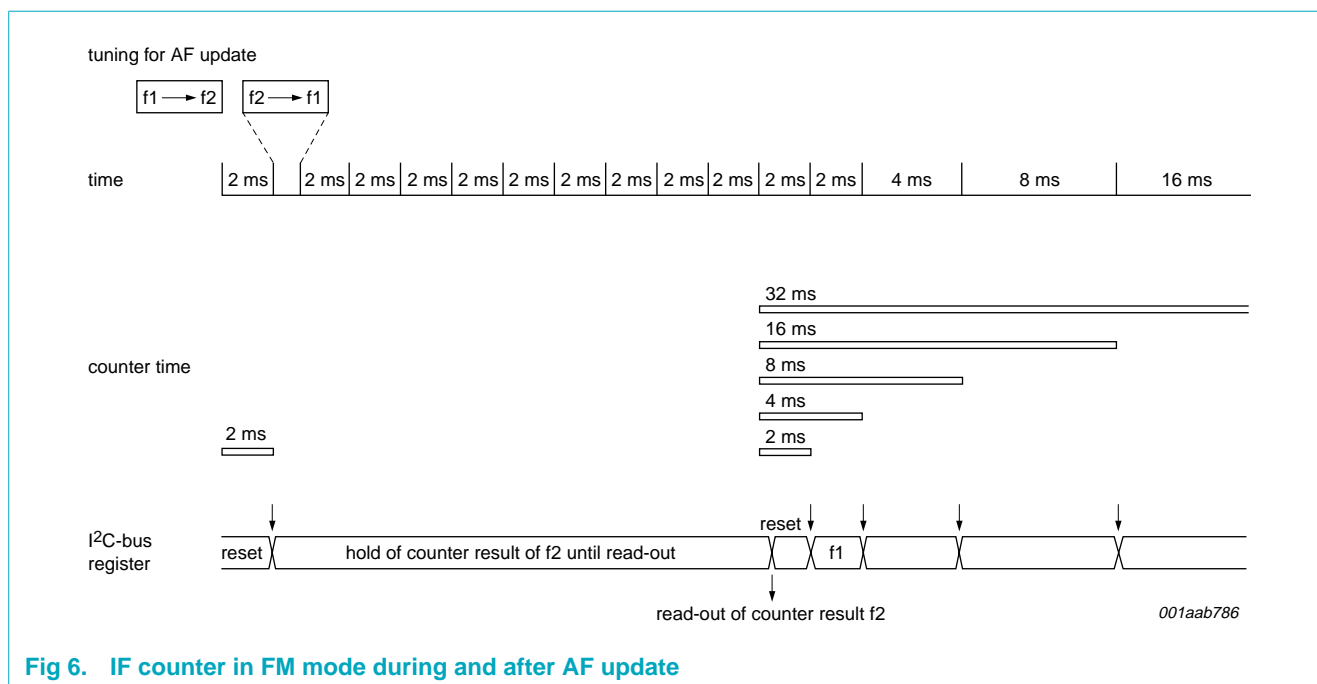 tuning for AF update
f1 → f2 f2 → f1
time 2 ms 2 ms 2 ms 2 ms 2 ms 2 ms 2 ms 2 ms 2 ms 2 ms 2 ms 2 ms 4 ms 8 ms 16 ms
32 ms
16 ms
counter time
8 ms
4 ms
2 ms 2 ms
I²C-bus register
reset hold of counter result of f2 until read-out reset f1
read-out of counter result f2
001aab786
Fig 6. IF counter in FM mode during and after AF update